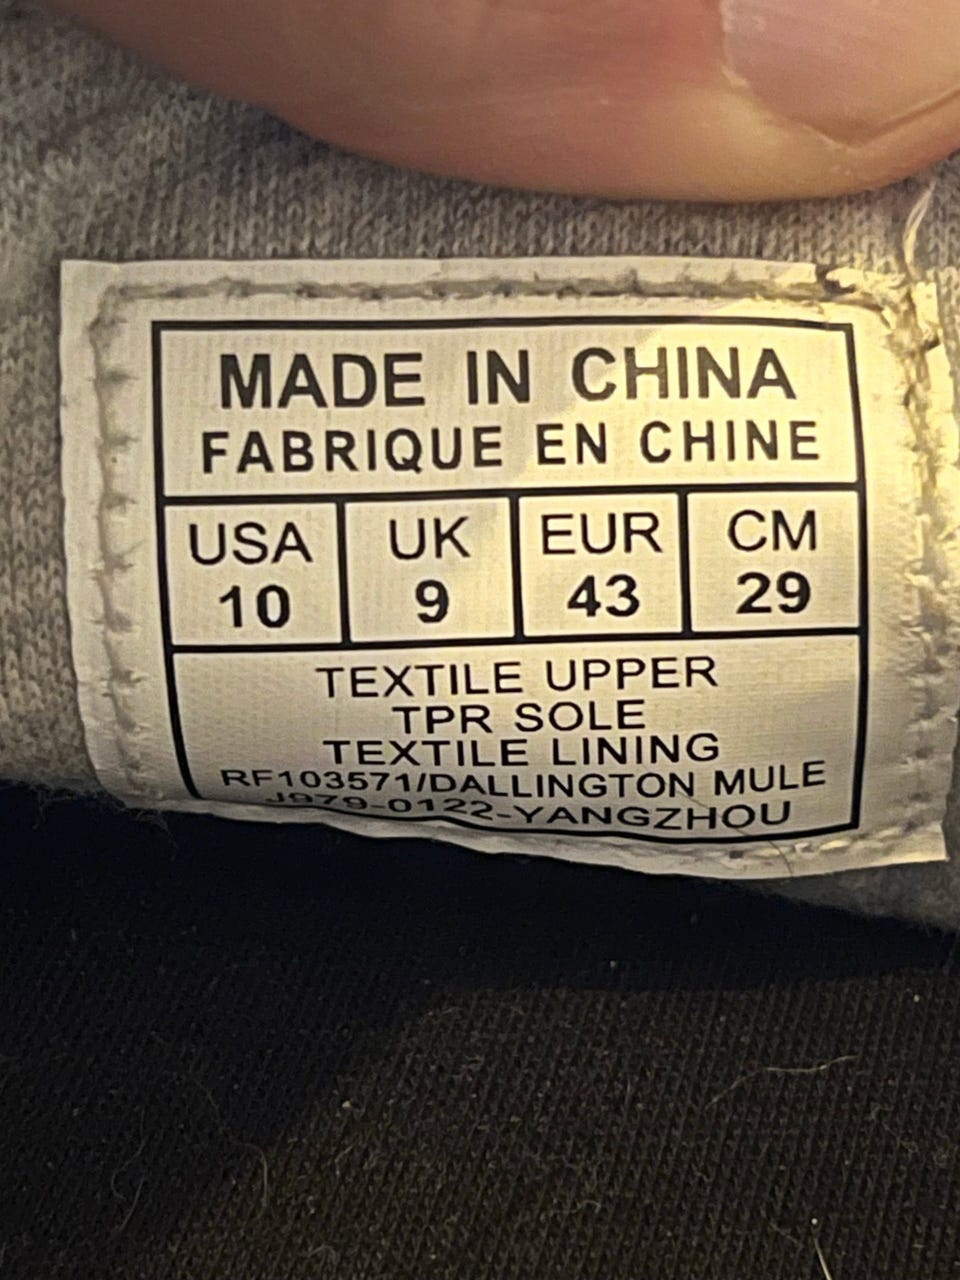 MADE IN CHINA
FABRIQUE EN CHINE
USA UK EUR CM
10 9 43 29
TEXTILE UPPER
TPR SOLE
TEXTILE LINING
RF103571/DALLINGTON MULE
J979-0122-YANGZHOU